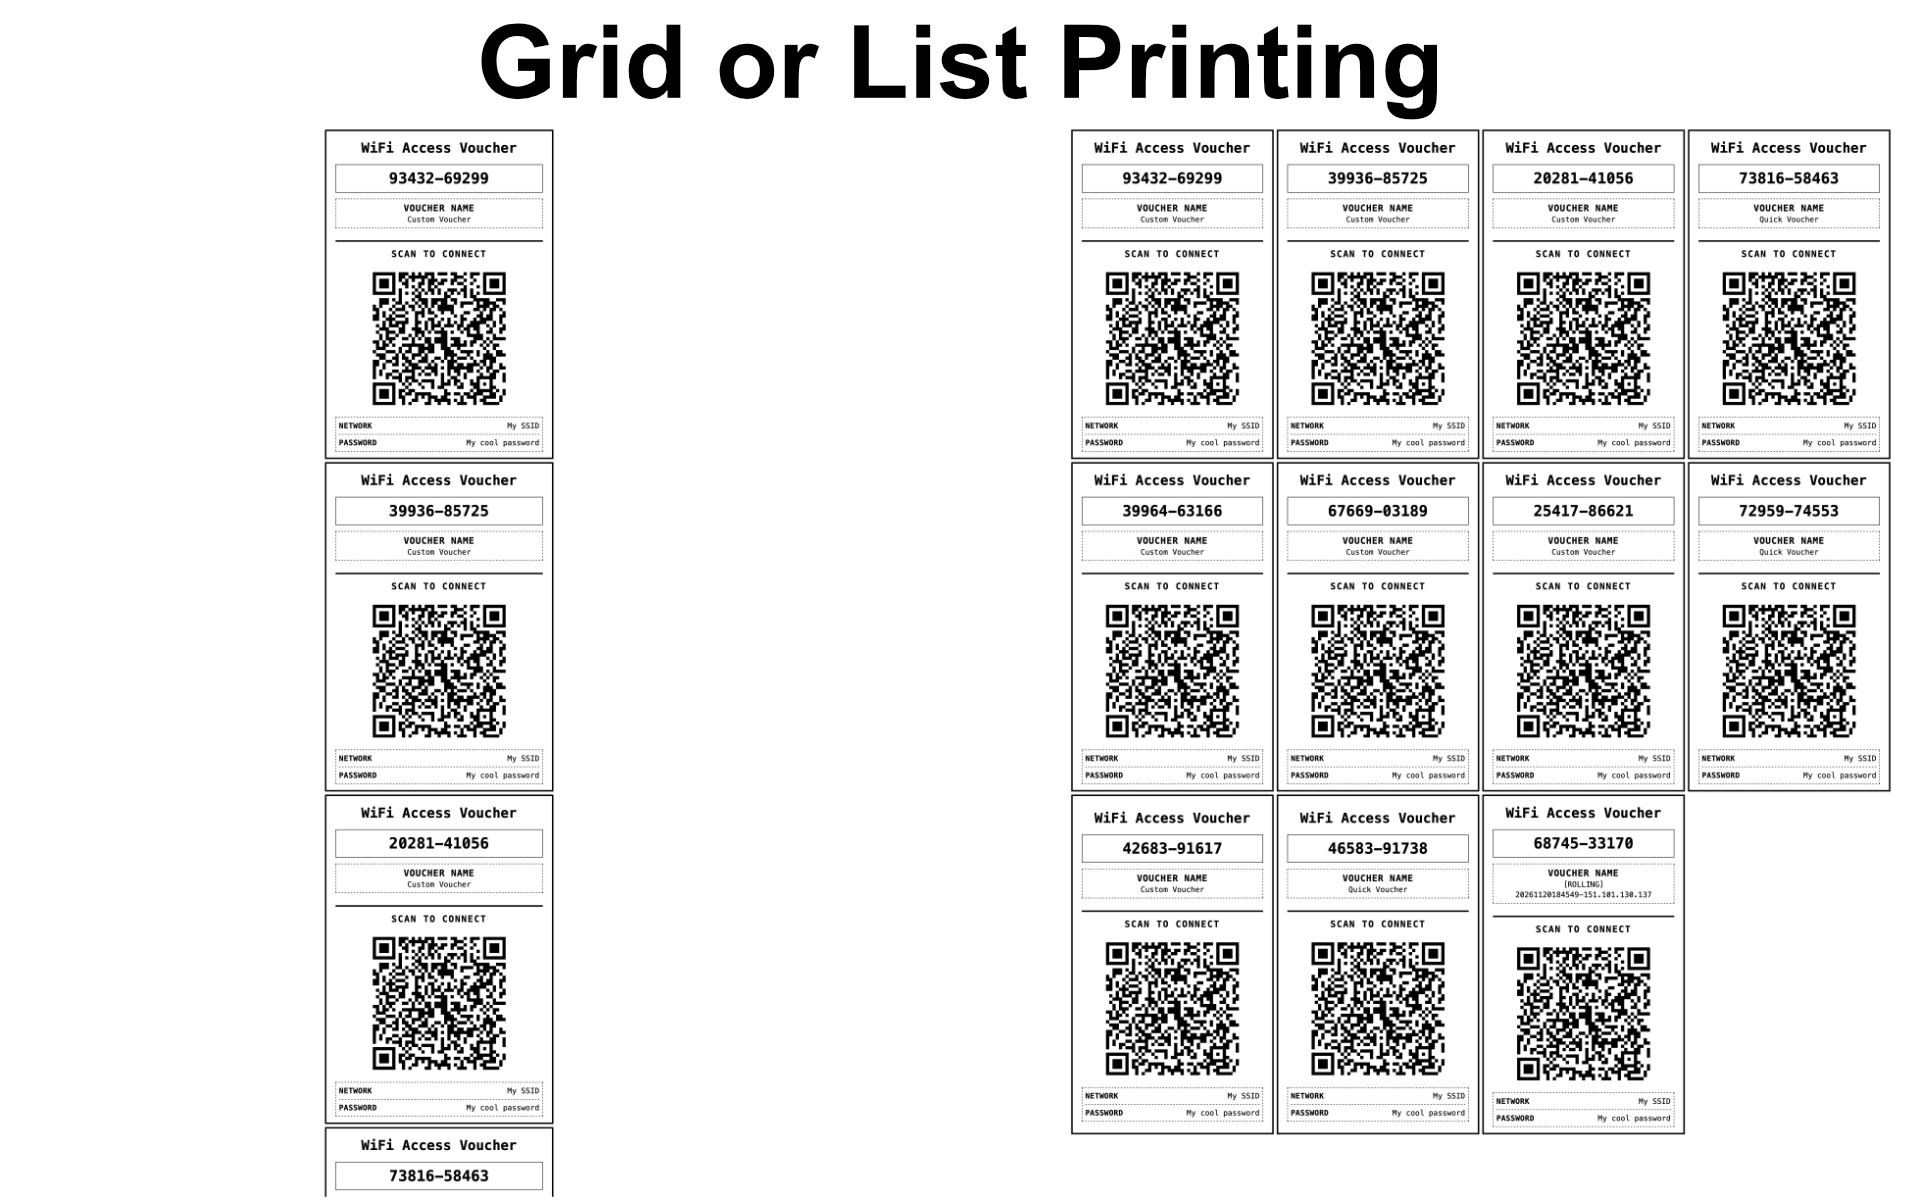 Grid or List Printing
WiFi Access Voucher
93432–69299
VOUCHER NAME
Custom Voucher
SCAN TO CONNECT
NETWORK My SSID
PASSWORD My cool password
WiFi Access Voucher
39936–85725
VOUCHER NAME
Custom Voucher
SCAN TO CONNECT
NETWORK My SSID
PASSWORD My cool password
WiFi Access Voucher
20281–41056
VOUCHER NAME
Custom Voucher
SCAN TO CONNECT
NETWORK My SSID
PASSWORD My cool password
WiFi Access Voucher
73816–58463
WiFi Access Voucher
93432–69299
VOUCHER NAME
Custom Voucher
SCAN TO CONNECT
NETWORK My SSID
PASSWORD My cool password
WiFi Access Voucher
39936–85725
VOUCHER NAME
Custom Voucher
SCAN TO CONNECT
NETWORK My SSID
PASSWORD My cool password
WiFi Access Voucher
20281–41056
VOUCHER NAME
Custom Voucher
SCAN TO CONNECT
NETWORK My SSID
PASSWORD My cool password
WiFi Access Voucher
73816–58463
VOUCHER NAME
Quick Voucher
SCAN TO CONNECT
NETWORK My SSID
PASSWORD My cool password
WiFi Access Voucher
39964–63166
VOUCHER NAME
Custom Voucher
SCAN TO CONNECT
NETWORK My SSID
PASSWORD My cool password
WiFi Access Voucher
67669–03189
VOUCHER NAME
Custom Voucher
SCAN TO CONNECT
NETWORK My SSID
PASSWORD My cool password
WiFi Access Voucher
25417–86621
VOUCHER NAME
Custom Voucher
SCAN TO CONNECT
NETWORK My SSID
PASSWORD My cool password
WiFi Access Voucher
72959–74553
VOUCHER NAME
Quick Voucher
SCAN TO CONNECT
NETWORK My SSID
PASSWORD My cool password
WiFi Access Voucher
42683–91617
VOUCHER NAME
Custom Voucher
SCAN TO CONNECT
NETWORK My SSID
PASSWORD My cool password
WiFi Access Voucher
46583–91738
VOUCHER NAME
Quick Voucher
SCAN TO CONNECT
NETWORK My SSID
PASSWORD My cool password
WiFi Access Voucher
68745–33170
VOUCHER NAME
[ROLLING]
20261120184549–151.101.130.137
SCAN TO CONNECT
NETWORK My SSID
PASSWORD My cool password